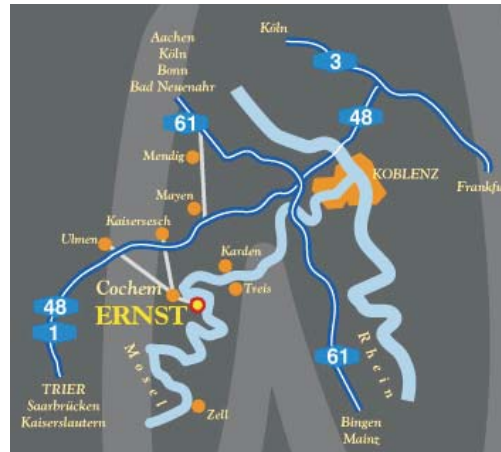 Aachen
Köln
Bonn
Bad Neuenahr
Köln
3
61
48
Mendig
KOBLENZ
Mayen
Kaisersesch
Ulmen
Karden
Cochem
Treis
ERNST
48
1
Mosel
Rhein
61
Zell
TRIER
Saarbrücken
Kaiserslautern
Bingen
Mainz